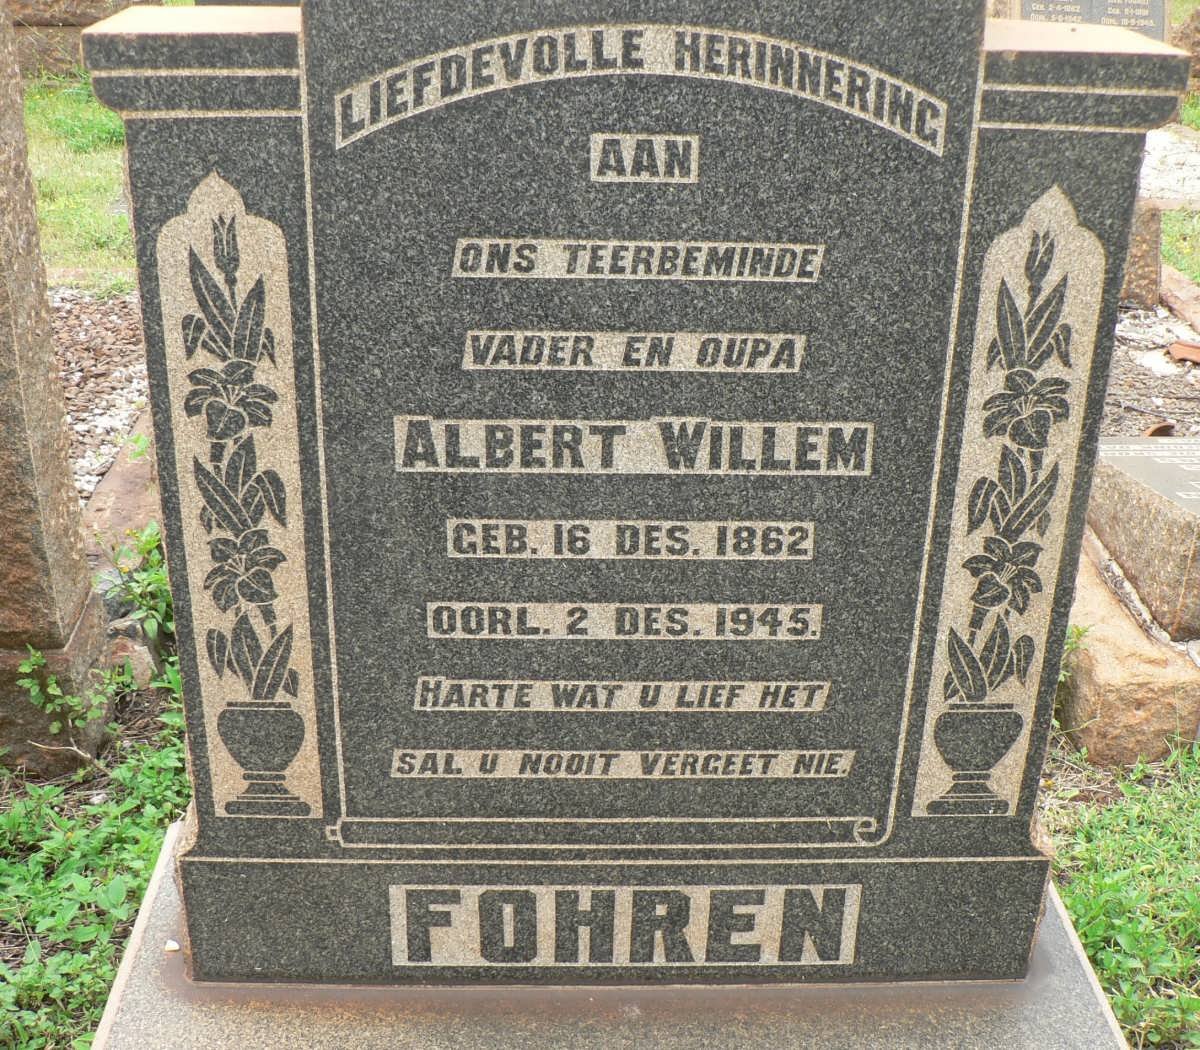 LIEFDEVOLLE HERINNERING
AAN
ONS TEERBEMINDE
VADER EN OUPA
ALBERT WILLEM
GEB. 16 DES. 1862
OORL. 2 DES. 1945.
HARTE WAT U LIEF HET
SAL U NOOIT VERGEET NIE.
FOHREN